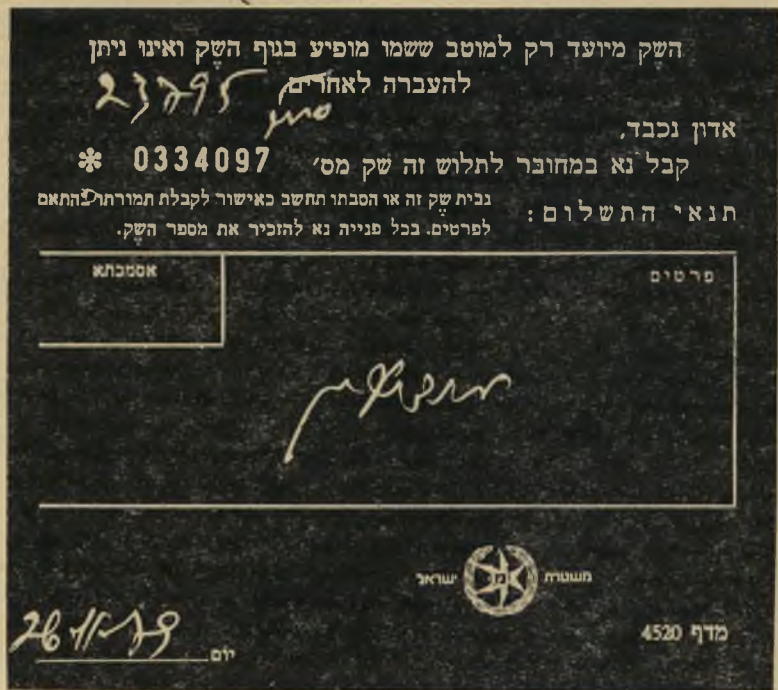 השק מיועד רק למוטב ששמו מופיע בגוף השק ואינו ניתן
להעברה לאחרים
אדון נכבד,
קבל נא במחובר לתלוש זה שק מס׳ 0334097 *
תנאי התשלום:
גבית שק זה או הסבתו תחשב כאישור לקבלת תמורתו בהתאם
לפרטים. בכל פנייה נא להזכיר את מספר השק.
פרטים
אסמכתא
משטרת ישראל
מדף 4520
יום